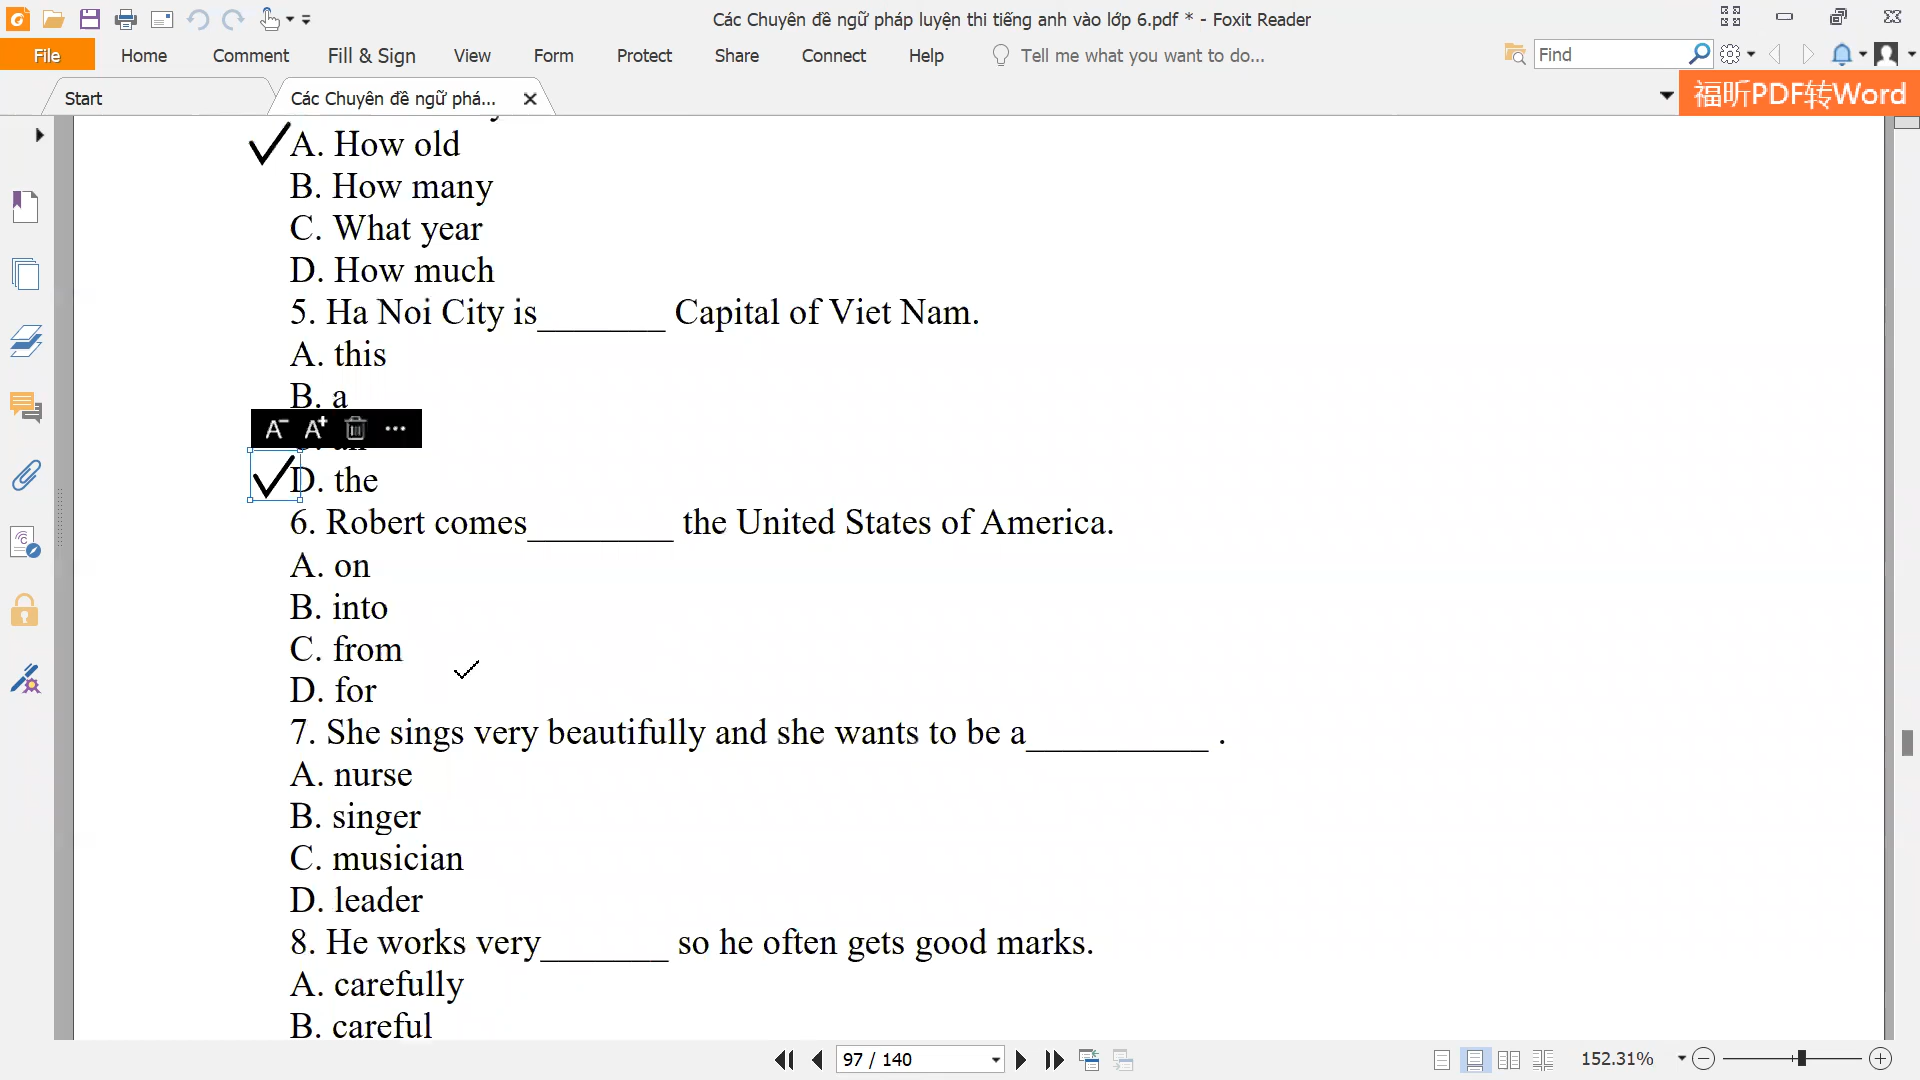 Các Chuyên đề ngữ pháp luyện thi tiếng anh vào lớp 6.pdf * - Foxit Reader
File Home Comment Fill & Sign View Form Protect Share Connect Help Tell me what you want to do... Find
Start Các Chuyên đề ngữ phá... 福昕PDF转Word
A. How old
B. How many
C. What year
D. How much
5. Ha Noi City is_______ Capital of Viet Nam.
A. this
B. a
A- A+ ...
D. the
6. Robert comes________ the United States of America.
A. on
B. into
C. from
D. for
7. She sings very beautifully and she wants to be a__________ .
A. nurse
B. singer
C. musician
D. leader
8. He works very_______ so he often gets good marks.
A. carefully
B. careful
97 / 140 152.31%